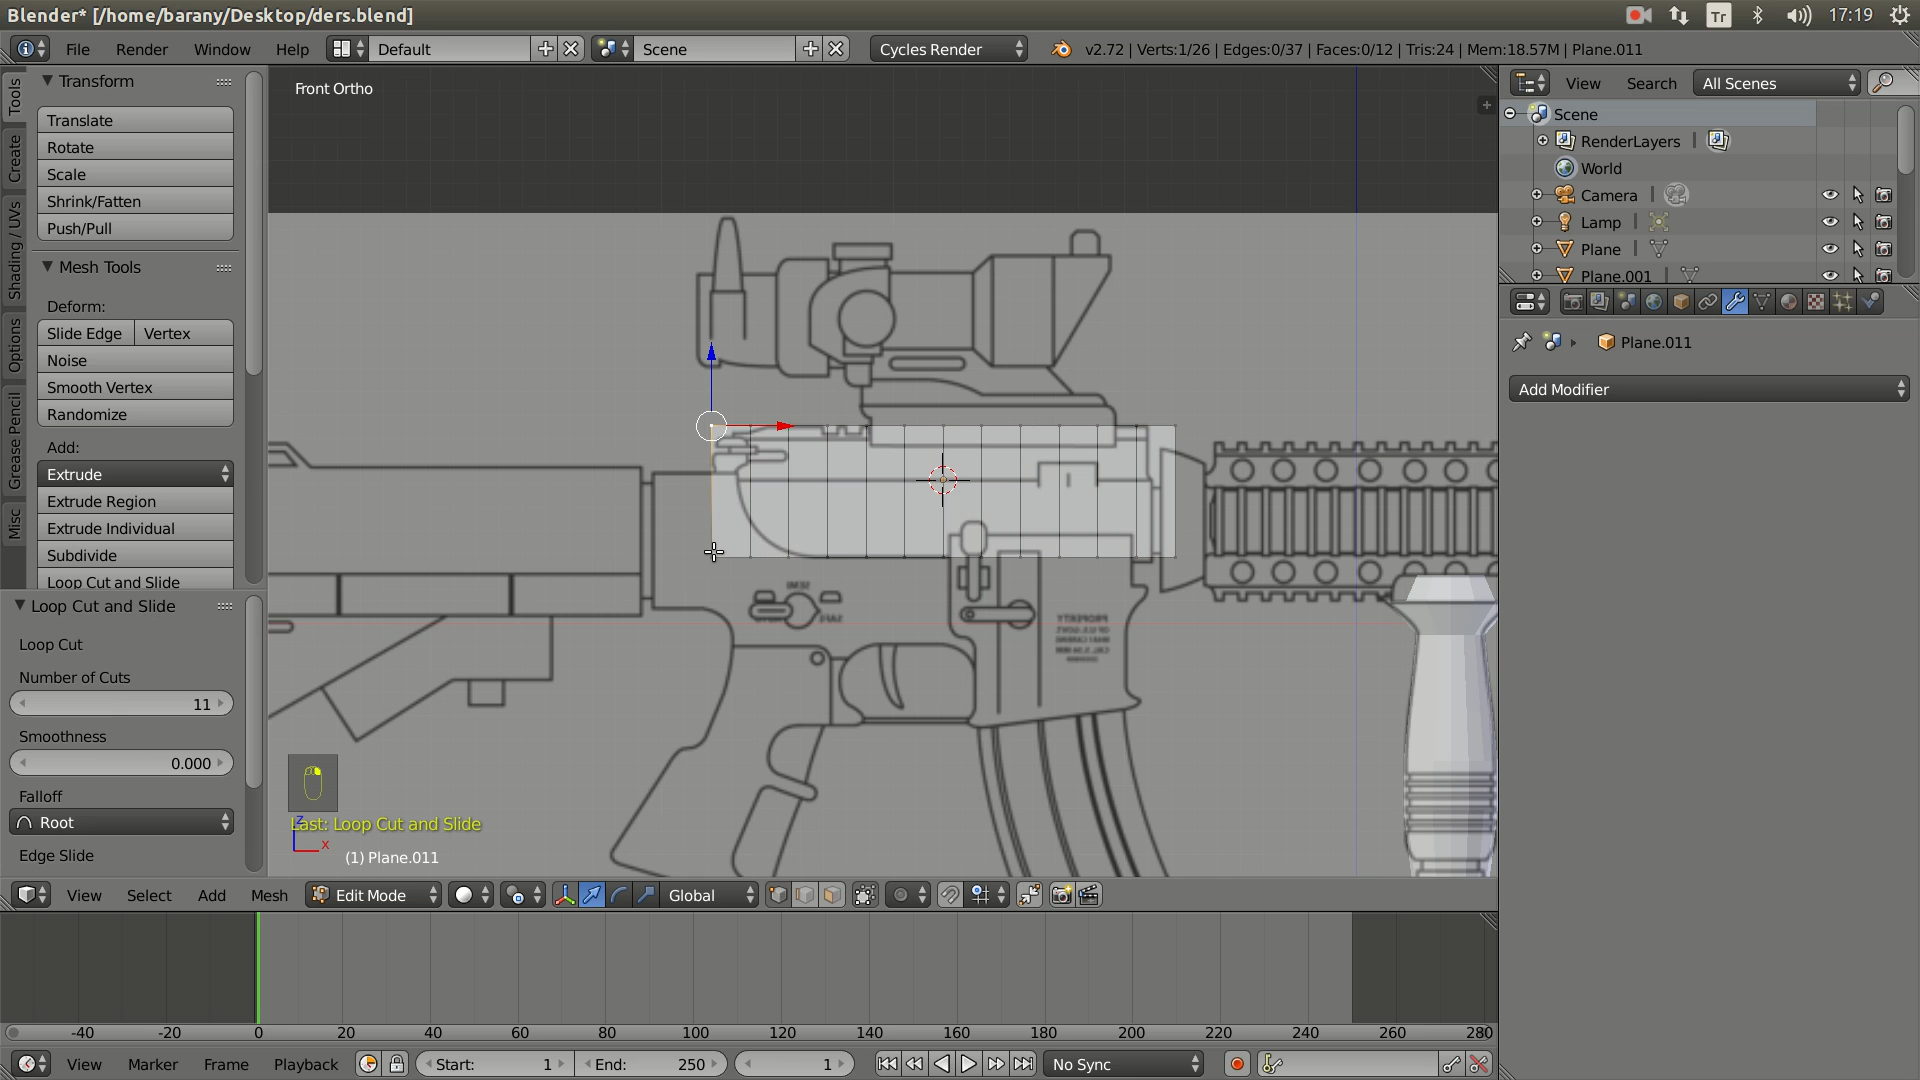 Blender* [/home/barany/Desktop/ders.blend]
Tr
17:19
File Render Window Help
Default
Scene
Cycles Render
v2.72 | Verts:1/26 | Edges:0/37 | Faces:0/12 | Tris:24 | Mem:18.57M | Plane.011
Tools
Create
Shading / UVs
Options
Grease Pencil
Misc
Transform
Translate
Rotate
Scale
Shrink/Fatten
Push/Pull
Mesh Tools
Deform:
Slide Edge
Vertex
Noise
Smooth Vertex
Randomize
Add:
Extrude
Extrude Region
Extrude Individual
Subdivide
Loop Cut and Slide
Loop Cut and Slide
Loop Cut
Number of Cuts
11
Smoothness
0.000
Falloff
Root
Edge Slide
Front Ortho
SEMI
SAFE
PROPERTY
Last: Loop Cut and Slide
Z
X
(1) Plane.011
View Select Add Mesh
Edit Mode
Global
View Search
All Scenes
Scene
RenderLayers |
World
Camera |
Lamp |
Plane |
Plane.001 |
Plane.011
Add Modifier
-40 -20 0 20 40 60 80 100 120 140 160 180 200 220 240 260 280
View Marker Frame Playback
Start: 1
End: 250
1
No Sync